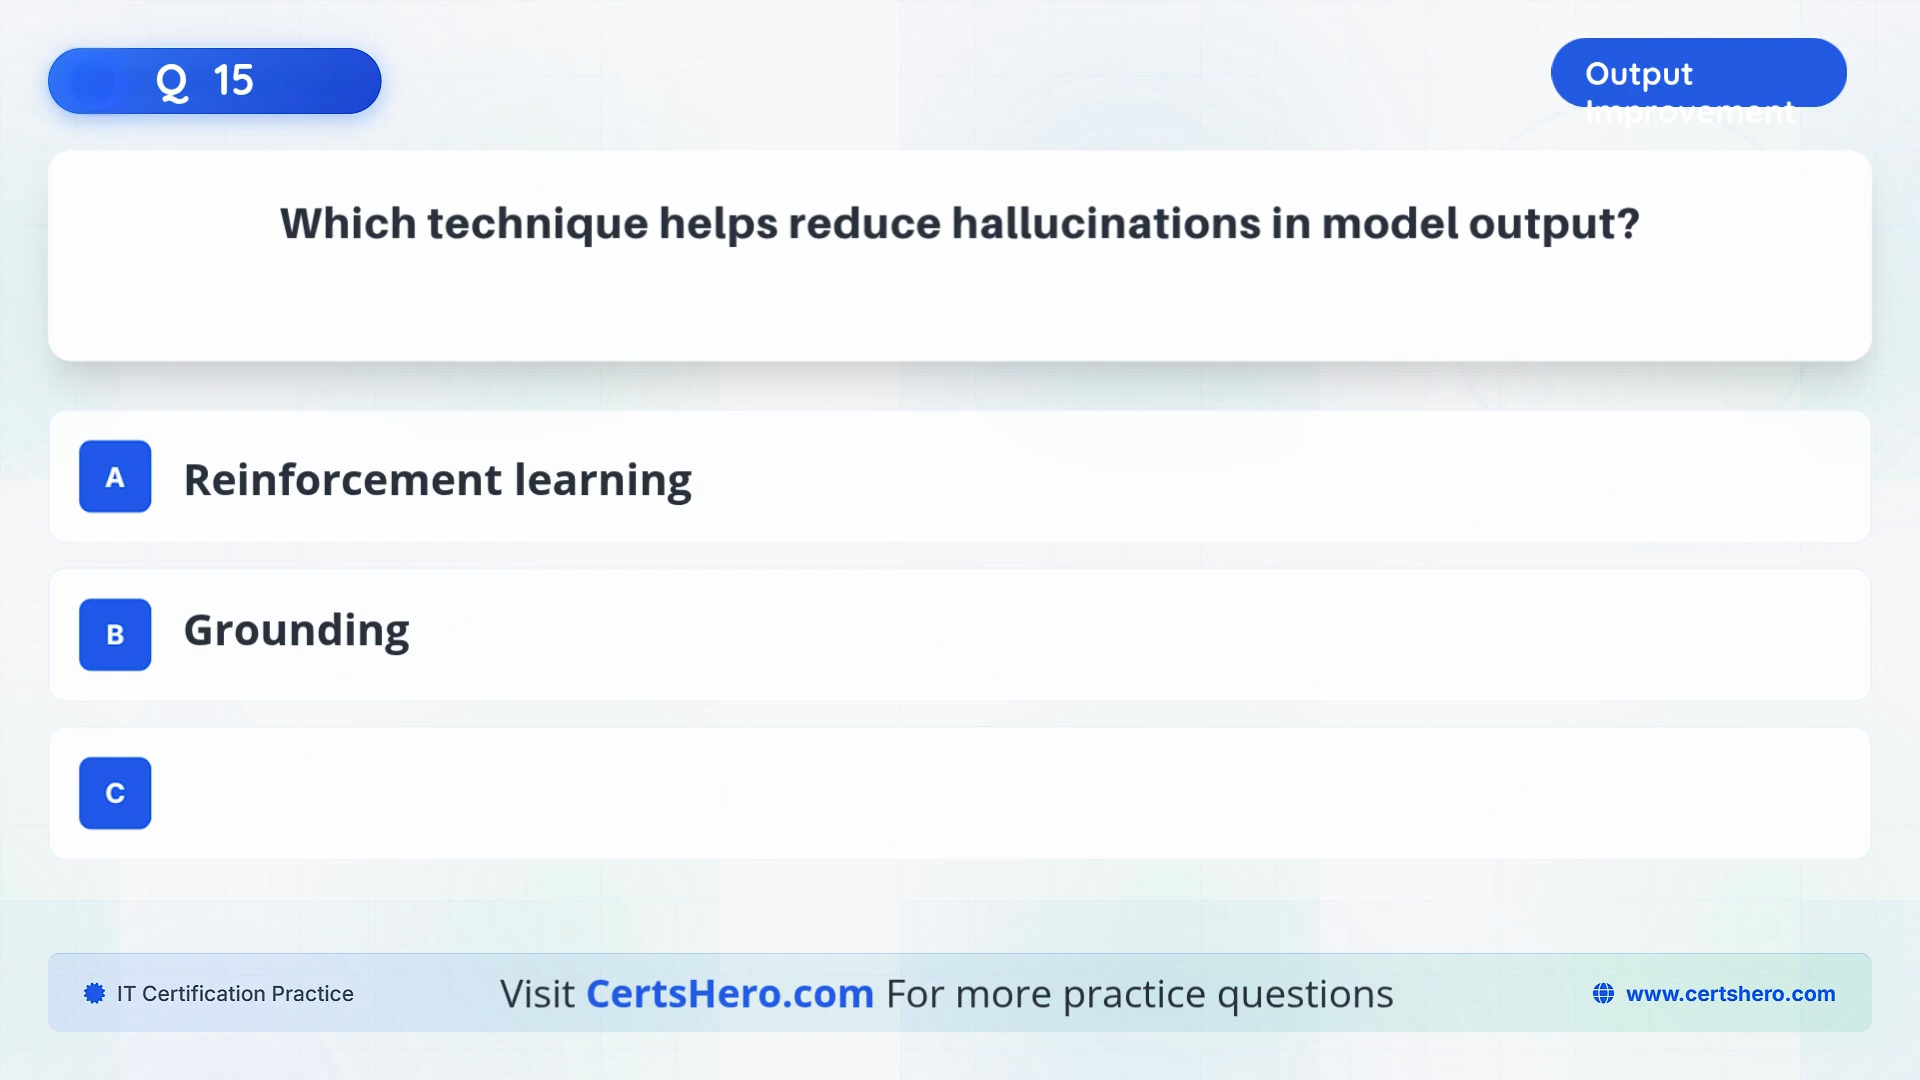 Q 15
Output
Improvement
Which technique helps reduce hallucinations in model output?
A Reinforcement learning
B Grounding
C
IT Certification Practice
Visit CertsHero.com For more practice questions
www.certshero.com